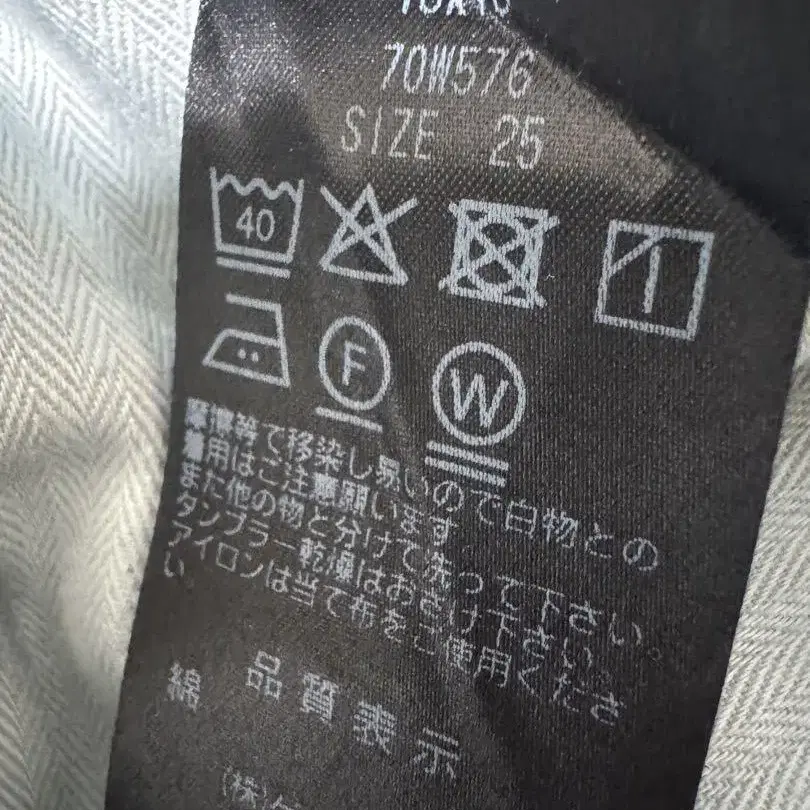 70W576
SIZE 25
40
F
W
摩擦等で移染し易いので白物との
着用はご注意願います.
また他の物と分けて洗って下さい。
タンブラー乾燥はおさけ下さい。
アイロンは当て布をご使用くださ
い
品質表示
綿
(株)